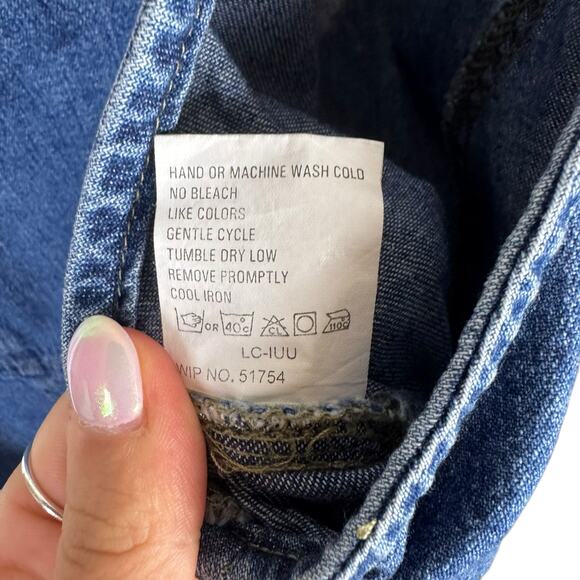 HAND OR MACHINE WASH COLD
NO BLEACH
LIKE COLORS
GENTLE CYCLE
TUMBLE DRY LOW
REMOVE PROMPTLY
COOL IRON
OR 40c CL 110C
LC-IUU
WIP NO. 51754